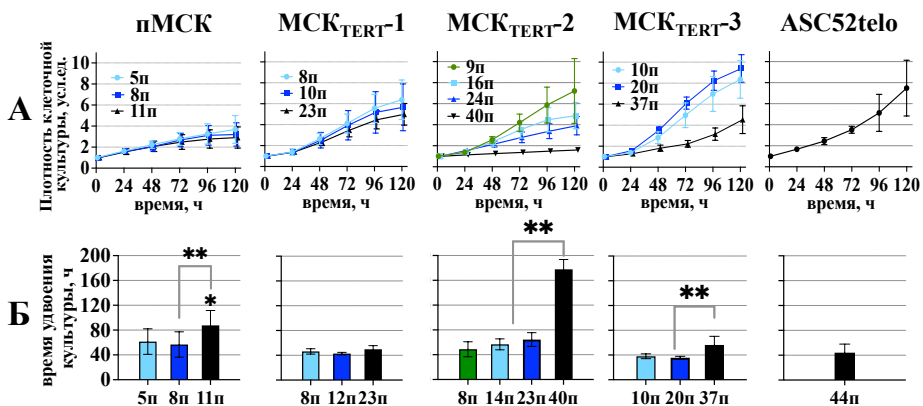 пМСК МСКTERT-1 МСКTERT-2 МСКTERT-3 ASC52telo
А
Плотность клеточной
культуры, усл.ед.
10
8
6
4
2
0
5п
8п
11п
0 24 48 72 96 120
время, ч
8п
10п
23п
0 24 48 72 96 120
время, ч
9п
16п
24п
40п
0 24 48 72 96 120
время, ч
10п
20п
37п
0 24 48 72 96 120
время, ч
0 24 48 72 96 120
время, ч
Б
время удвоения
культуры, ч
200
160
120
80
40
0
**
*
5п 8п 11п
8п 12п 23п
**
8п 14п 23п 40п
**
10п 20п 37п
44п